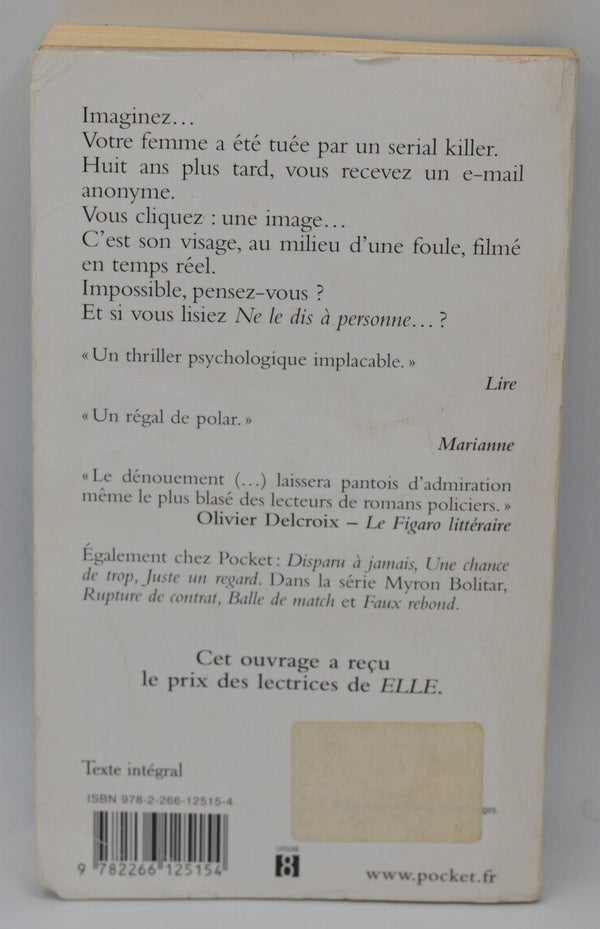 Imaginez…
Votre femme a été tuée par un serial killer.
Huit ans plus tard, vous recevez un e-mail
anonyme.
Vous cliquez : une image…
C'est son visage, au milieu d'une foule, filmé
en temps réel.
Impossible, pensez-vous ?
Et si vous lisiez Ne le dis à personne… ?
« Un thriller psychologique implacable. »
Lire
« Un régal de polar. »
Marianne
« Le dénouement (…) laissera pantois d'admiration
même le plus blasé des lecteurs de romans policiers. »
Olivier Delcroix – Le Figaro littéraire
Également chez Pocket : Disparu à jamais, Une chance
de trop, Juste un regard. Dans la série Myron Bolitar,
Rupture de contrat, Balle de match et Faux rebond.
Cet ouvrage a reçu
le prix des lectrices de ELLE.
Texte intégral
ISBN 978-2-266-12515-4
9 782266 125154
8
www.pocket.fr